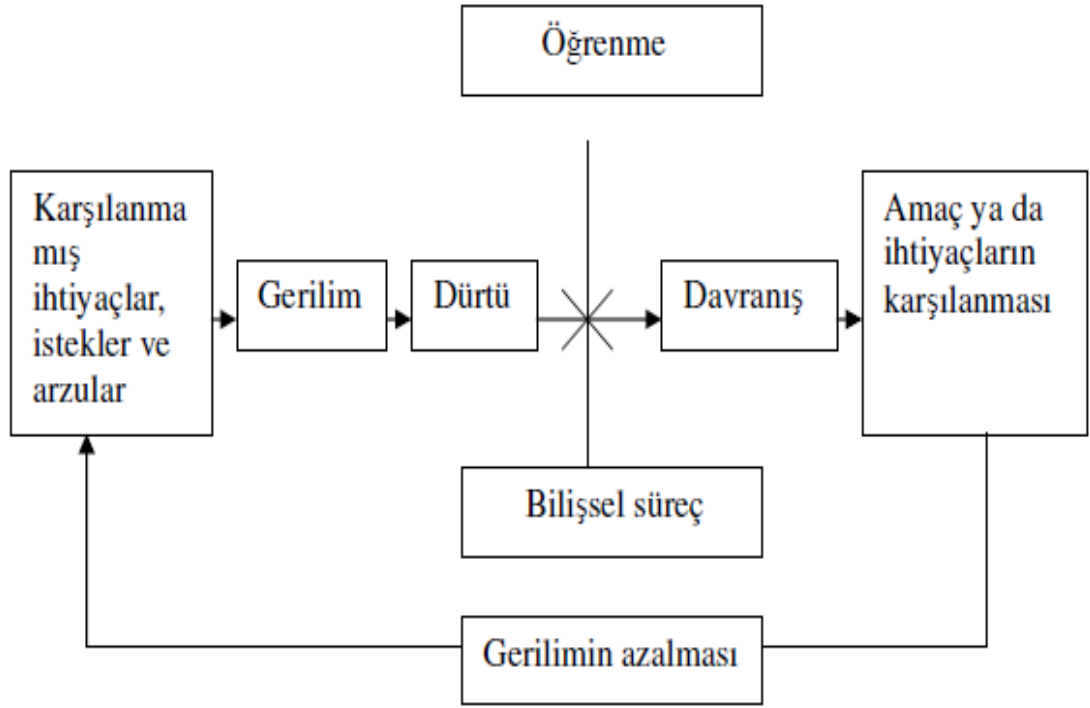 Öğrenme
Karşılanma
mış
ihtiyaçlar,
istekler ve
arzular
Gerilim
Dürtü
Davranış
Amaç ya da
ihtiyaçların
karşılanması
Bilişsel süreç
Gerilimin azalması